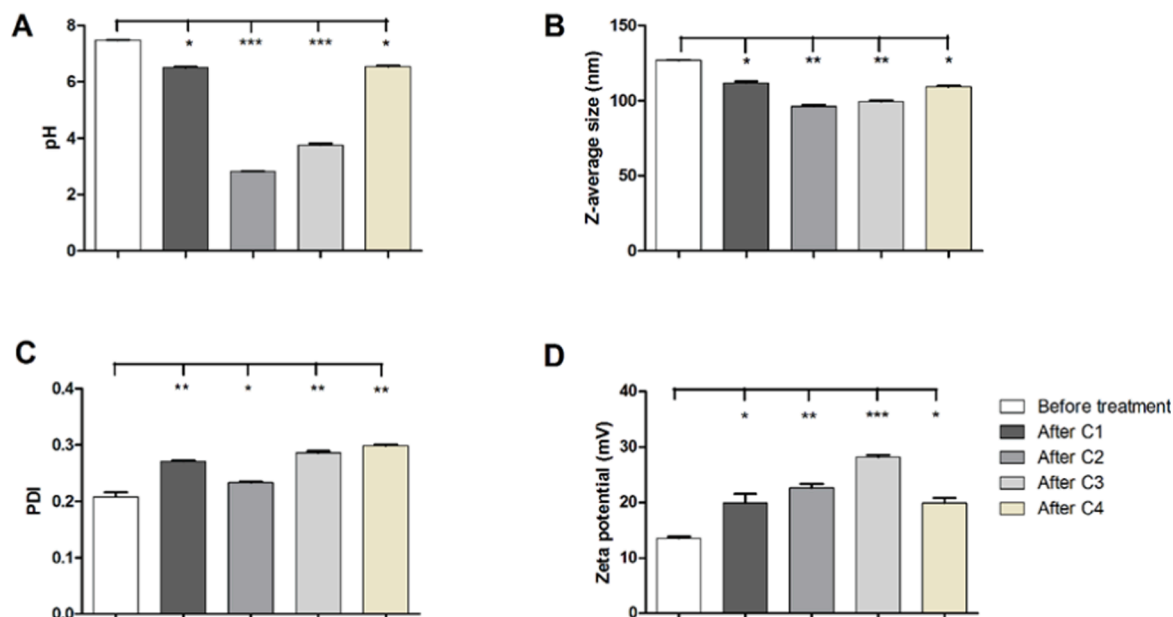 A
pH
8
6
4
2
0
* *** *** *
B
Z-average size (nm)
150
100
50
0
* ** ** *
C
PDI
0.4
0.3
0.2
0.0
** * ** **
D
Zeta potential (mV)
40
30
20
10
0
* ** *** *
Before treatment
After C1
After C2
After C3
After C4